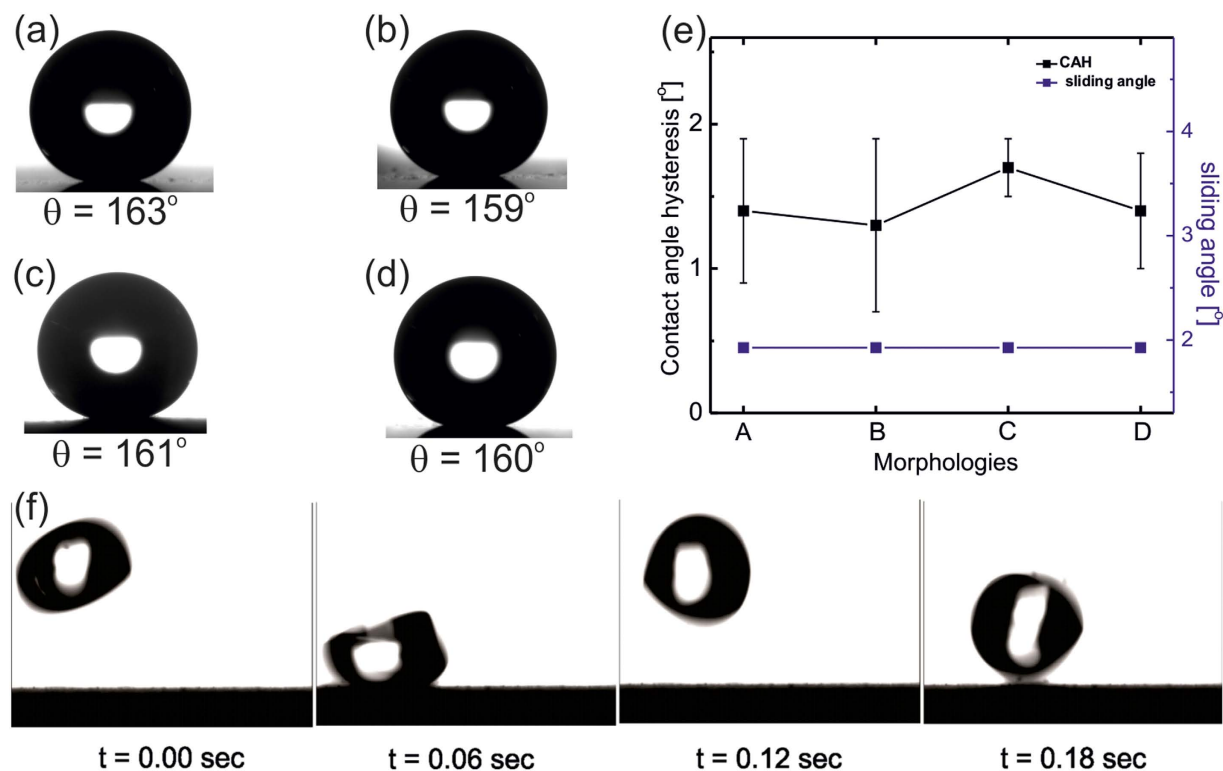 (a)
θ = 163°
(b)
θ = 159°
(c)
θ = 161°
(d)
θ = 160°
(e)
Contact angle hysteresis [°]
2
1
0
CAH
sliding angle
4
3
2
sliding angle [°]
A B C D
Morphologies
(f)
t = 0.00 sec
t = 0.06 sec
t = 0.12 sec
t = 0.18 sec